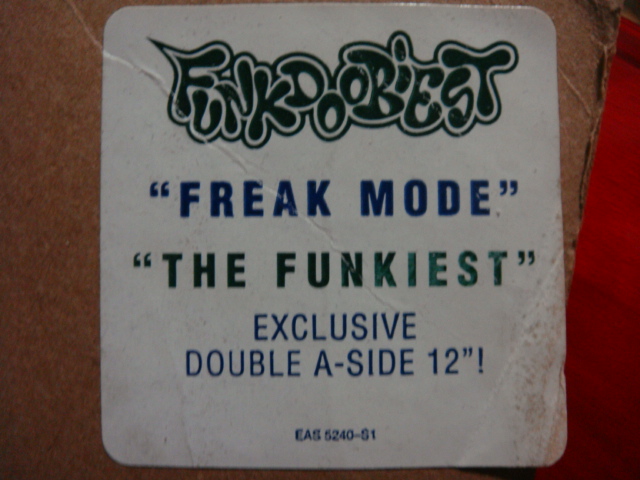 FUNKDOOBIEST
“FREAK MODE”
“THE FUNKIEST”
EXCLUSIVE
DOUBLE A-SIDE 12”!
EAS 5240-S1